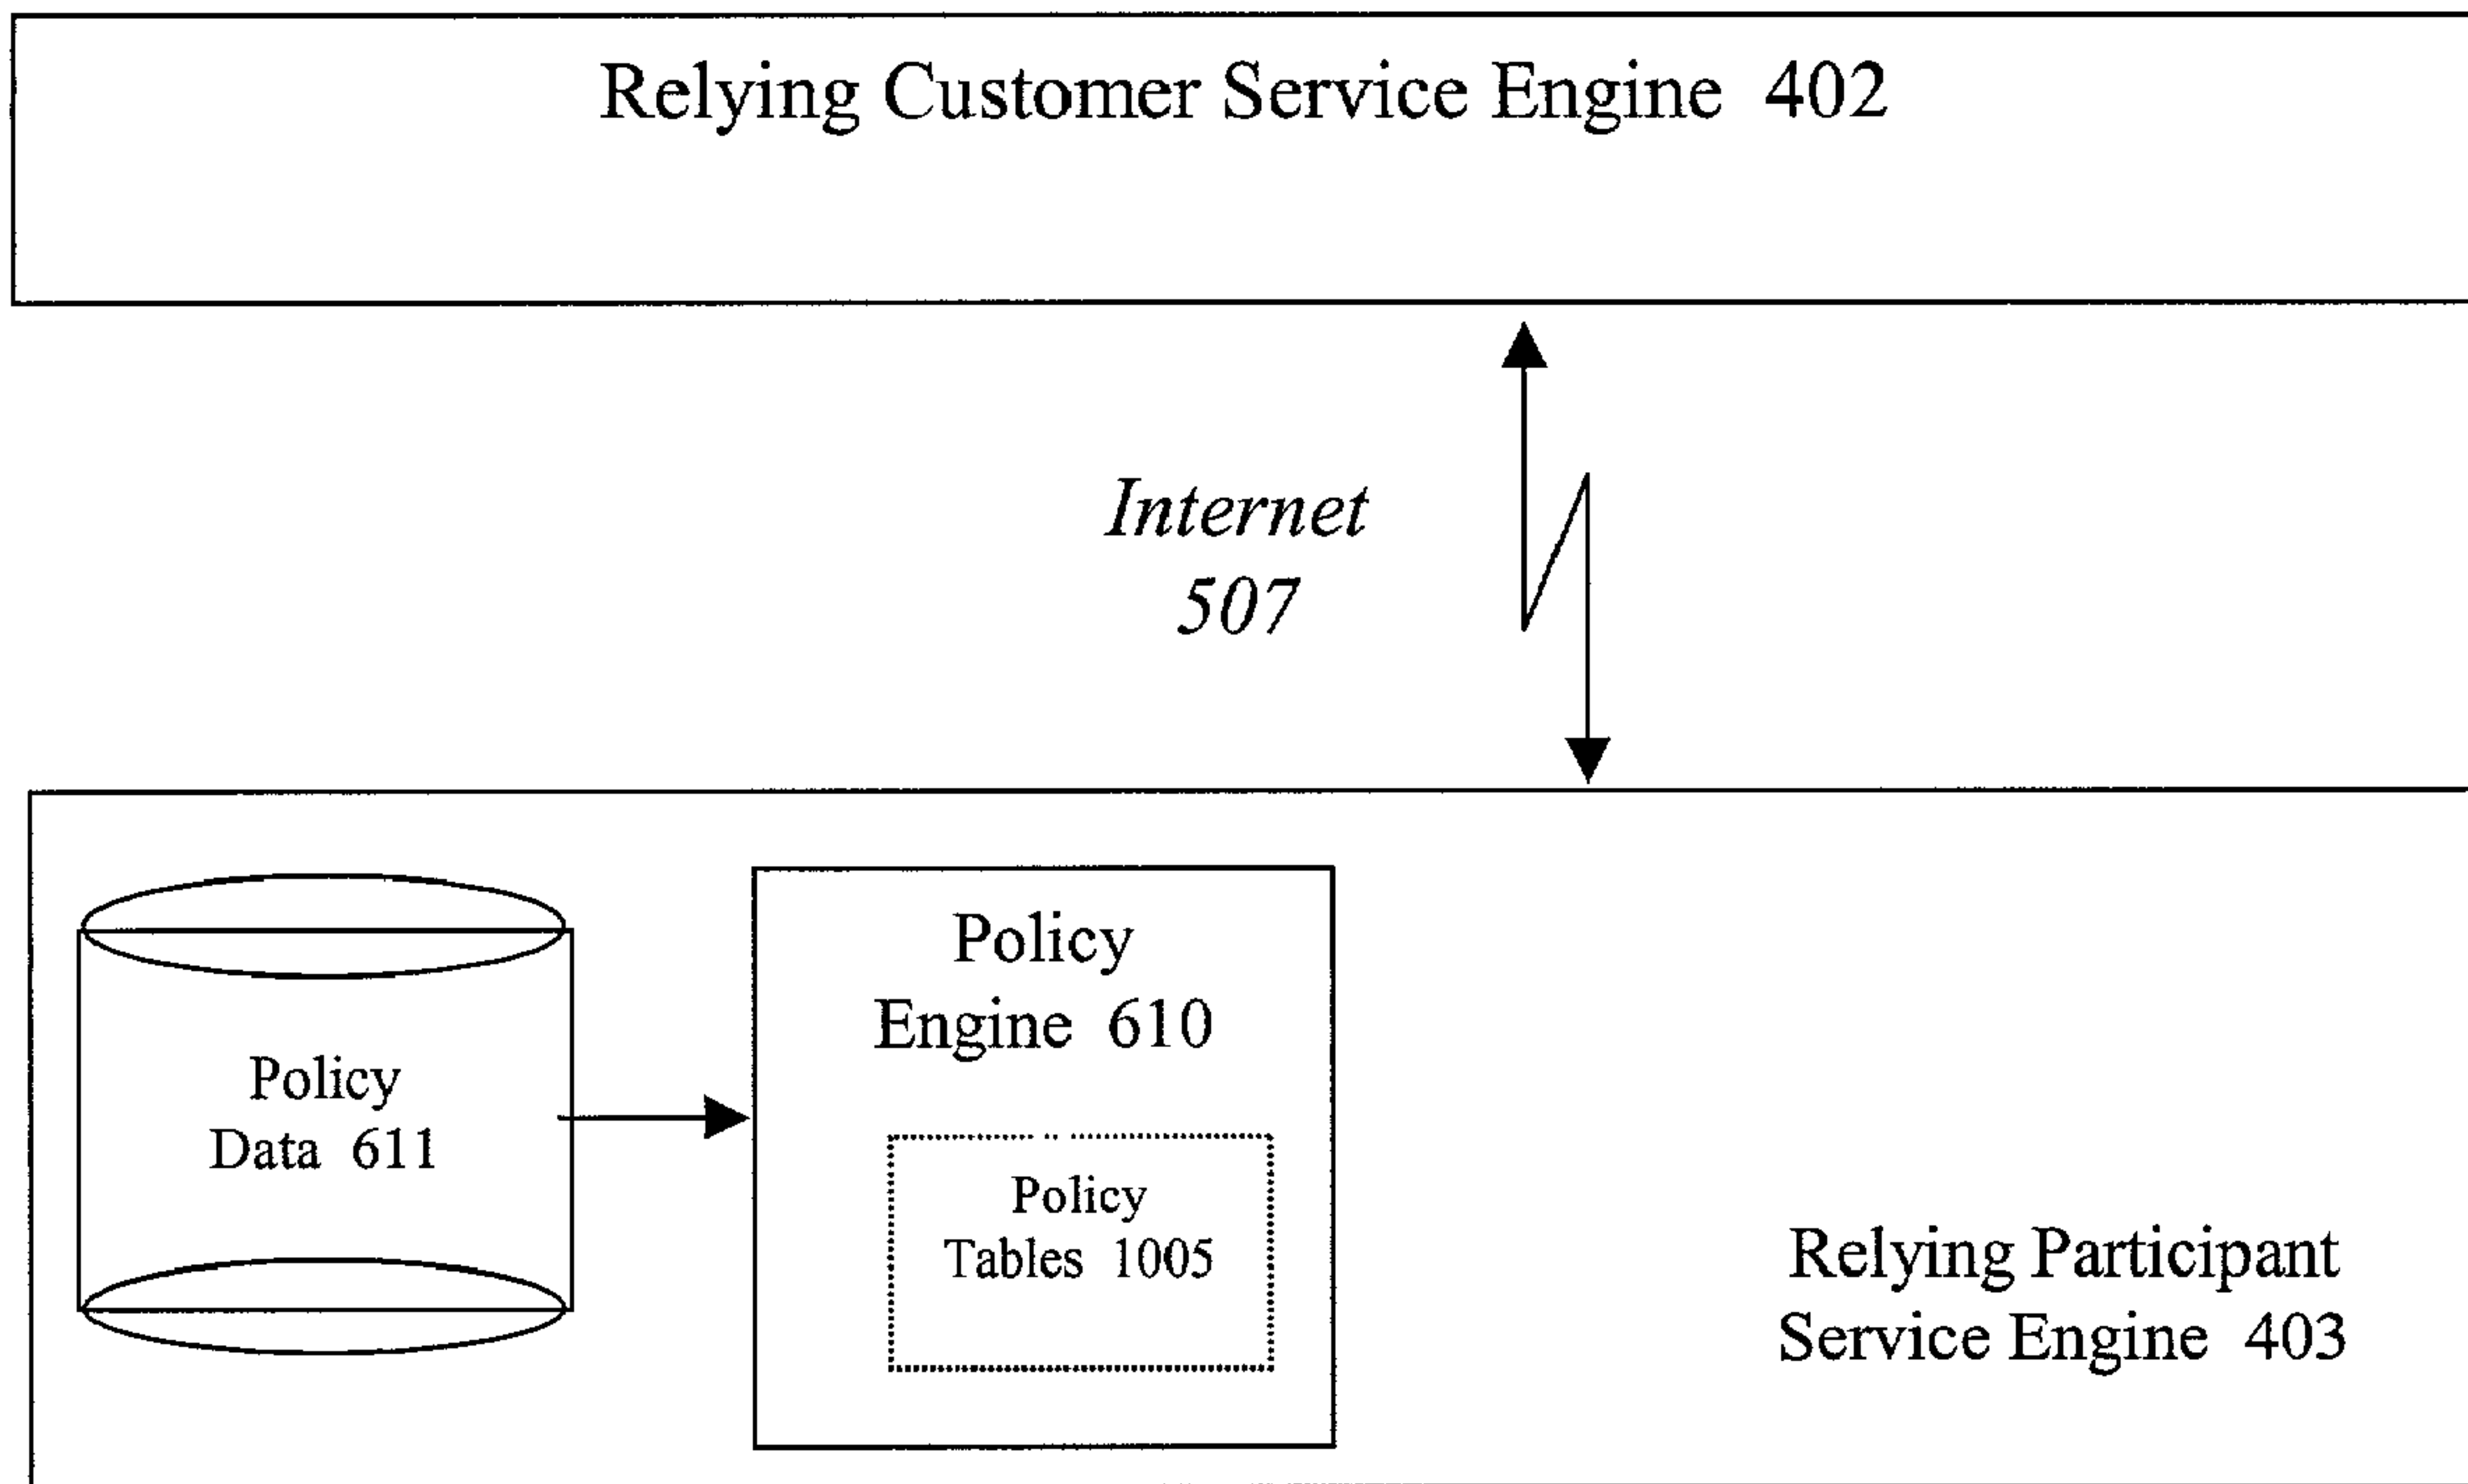 Relying Customer Service Engine 402
Internet
507
Policy
Data 611
Policy
Engine 610
Policy
Tables 1005
Relying Participant
Service Engine 403